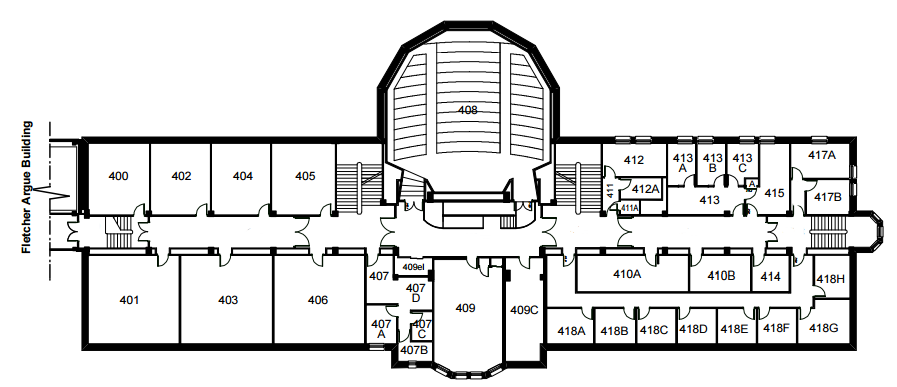 Fletcher Argue Building
408
400
402
404
405
412
413
A
413
B
413
C
417A
411
412A
A
415
417B
411A
413
401
403
406
407
409el
407
D
409
409C
410A
410B
414
418H
407
A
407
C
407B
418A
418B
418C
418D
418E
418F
418G